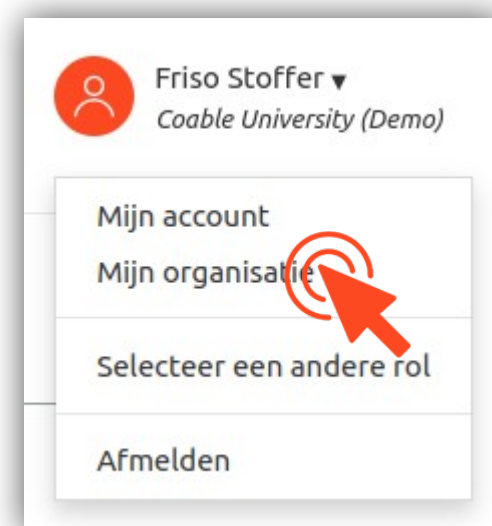 Friso Stoffer ▼
Coable University (Demo)
Mijn account
Mijn organisatie
Selecteer een andere rol
Afmelden